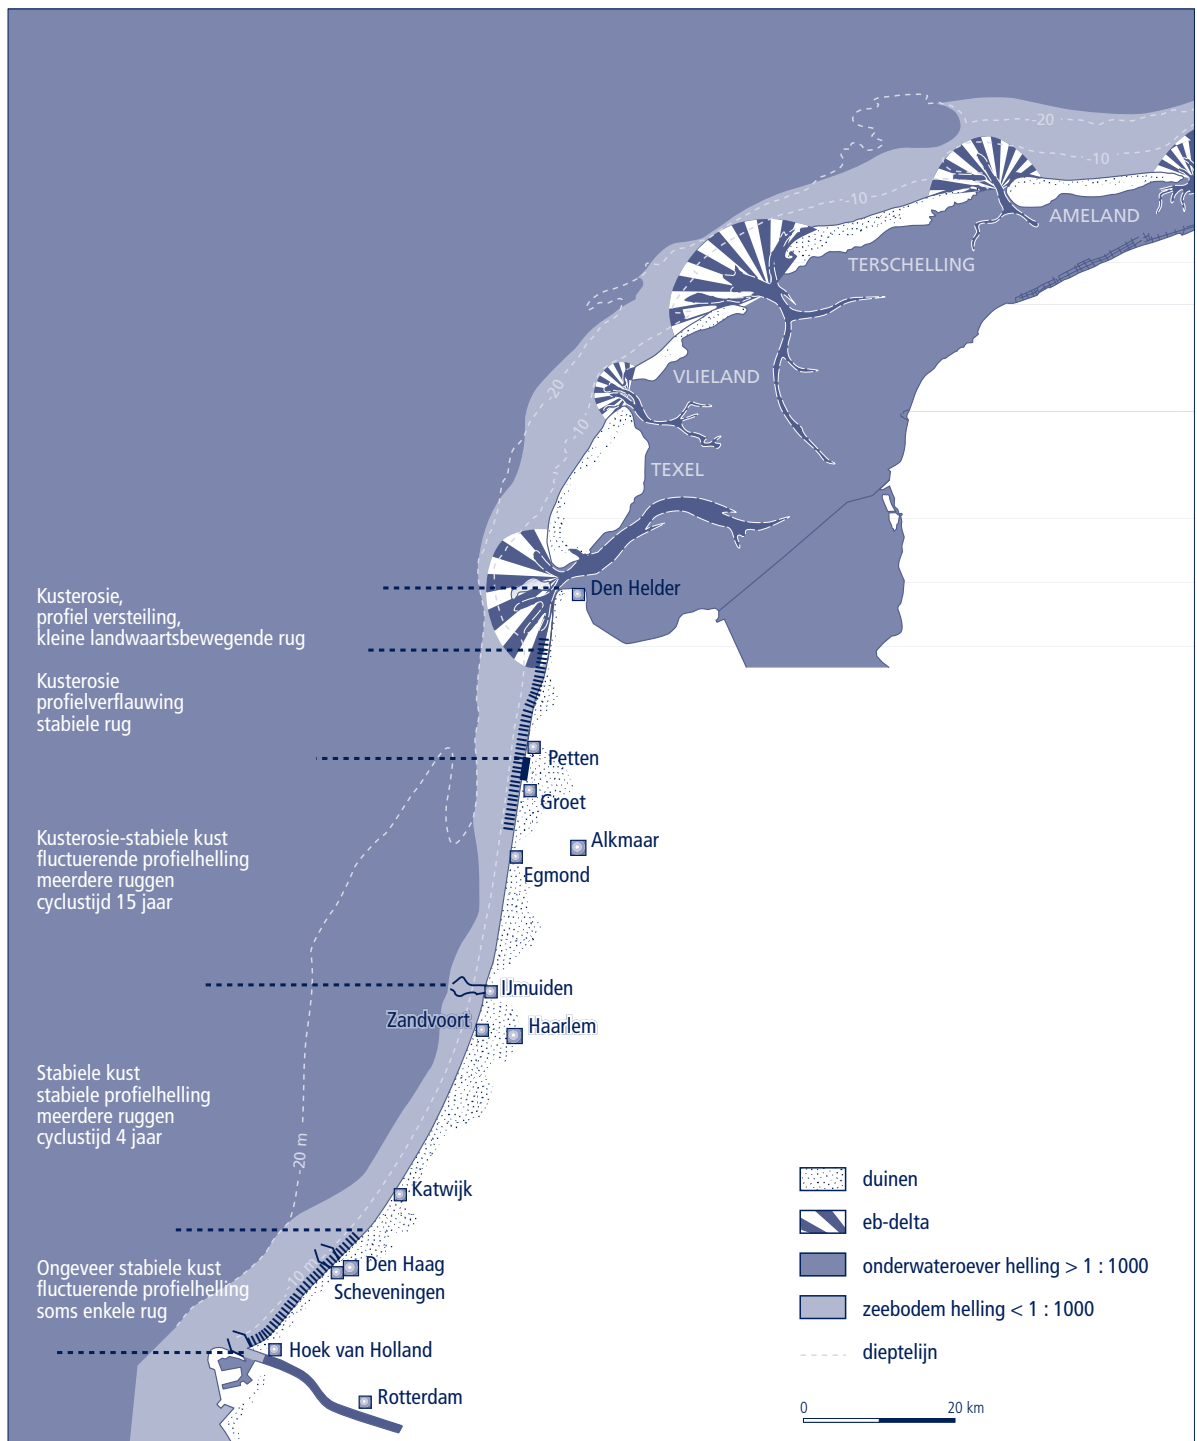 -20
-10
AMELAND
-10
TERSCHELLING
VLIELAND
-20
-10
TEXEL
Den Helder
Kusterosie,
profiel versteiling,
kleine landwaartsbewegende rug
Kusterosie
profielverflauwing
stabiele rug
Petten
Groet
Alkmaar
Egmond
Kusterosie-stabiele kust
fluctuerende profielhelling
meerdere ruggen
cyclustijd 15 jaar
IJmuiden
Zandvoort
Haarlem
Stabiele kust
stabiele profielhelling
meerdere ruggen
cyclustijd 4 jaar
-20 m
Katwijk
Den Haag
Scheveningen
-10 m
Ongeveer stabiele kust
fluctuerende profielhelling
soms enkele rug
Hoek van Holland
Rotterdam
duinen
eb-delta
onderwateroever helling > 1 : 1000
zeebodem helling < 1 : 1000
dieptelijn
0 20 km